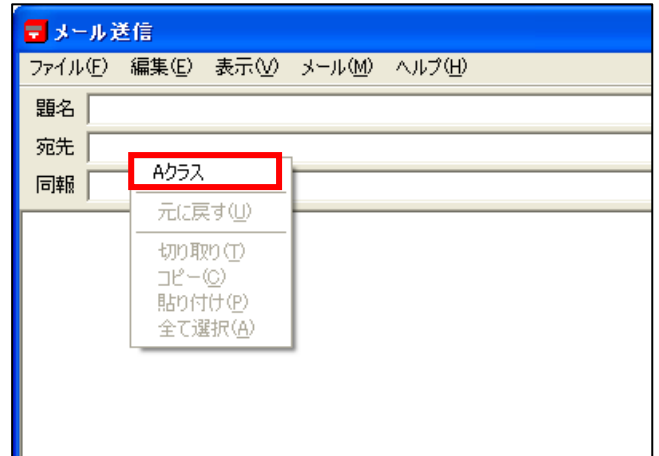 メール送信
ファイル(F) 編集(E) 表示(V) メール(M) ヘルプ(H)
題名
宛先
同報
Aクラス
元に戻す(U)
切り取り(T)
コピー(C)
貼り付け(P)
全て選択(A)